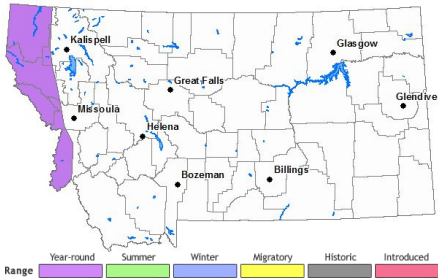 Kalispell
Glasgow
Great Falls
Glendive
Missoula
Helena
Billings
Bozeman
Range Year-round Summer Winter Migratory Historic Introduced